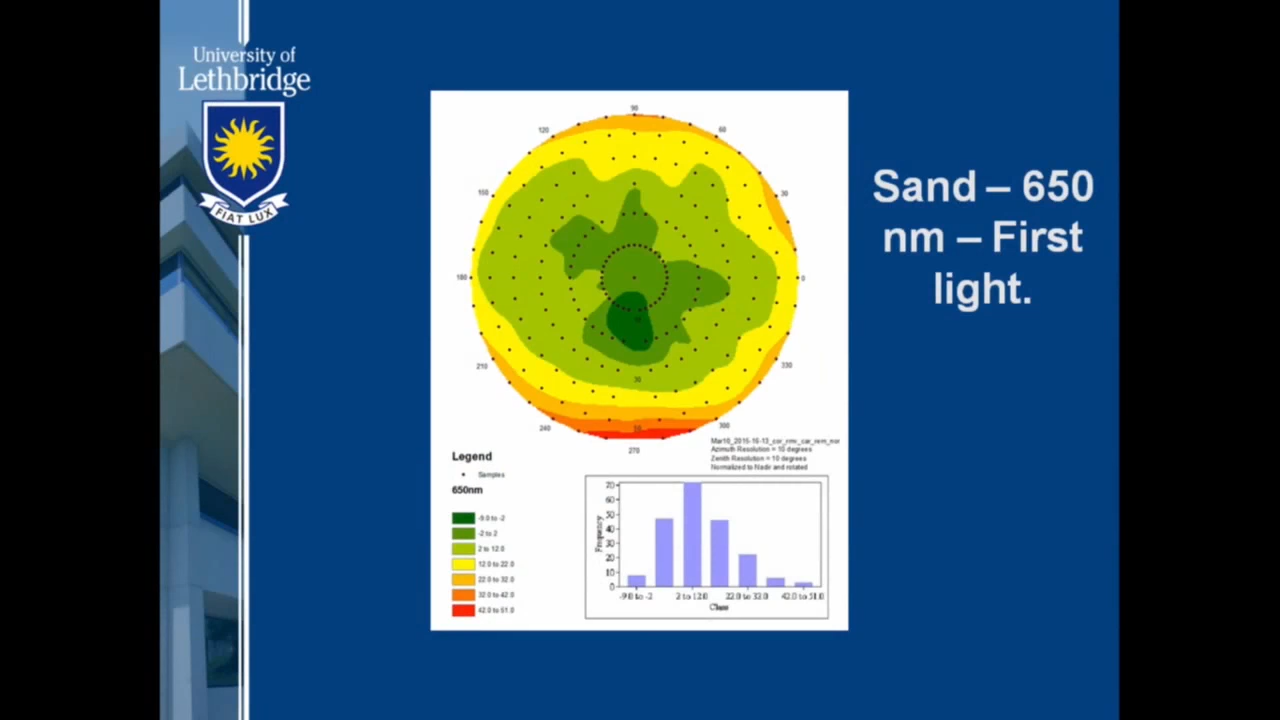 University of
Lethbridge
FIAT LUX
Sand – 650
nm – First
light.
90
120
60
150
30
180
0
210
30
330
240
300
270
Mar10_2015-16-13_cor_rrm_car_rem_nor
Azimuth Resolution = 10 degrees
Zenith Resolution = 10 degrees
Normalized to Nadir and rotated
Legend
Samples
650nm
-9.0 to -2
-2 to 2
2 to 12.0
12.0 to 22.0
22.0 to 32.0
32.0 to 42.0
42.0 to 51.0
Frequency
70
60
50
40
30
20
10
0
-9.0 to -2
2 to 12.0
22.0 to 32.0
42.0 to 51.0
Class